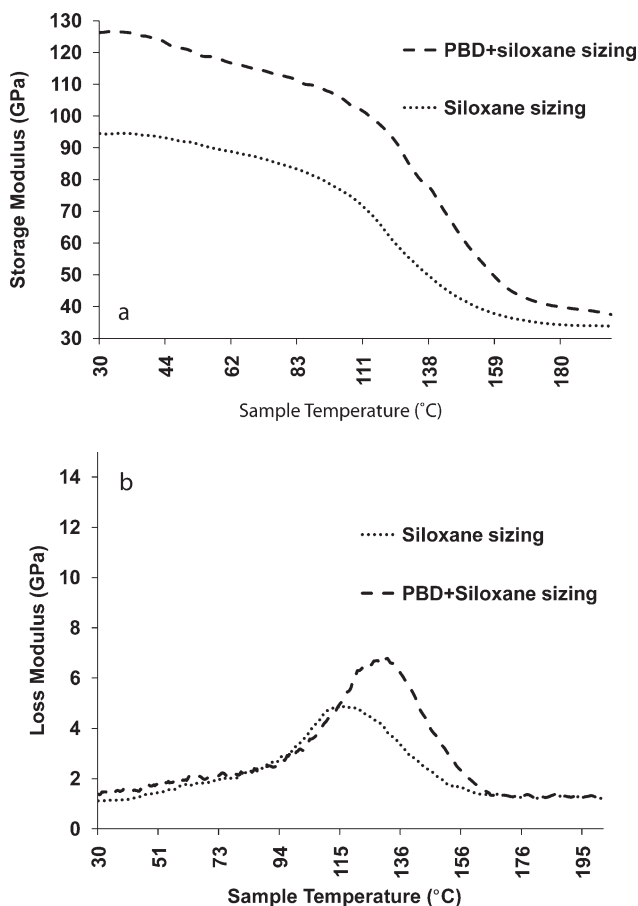 130
120
110
100
90
80
70
60
50
40
30
Storage Modulus (GPa)
PBD+siloxane sizing
Siloxane sizing
a
30 44 62 83 111 138 159 180
Sample Temperature (˚C)
b
14
12
10
8
6
4
2
0
Loss Modulus (GPa)
Siloxane sizing
PBD+Siloxane sizing
30 51 73 94 115 136 156 176 195
Sample Temperature (°C)